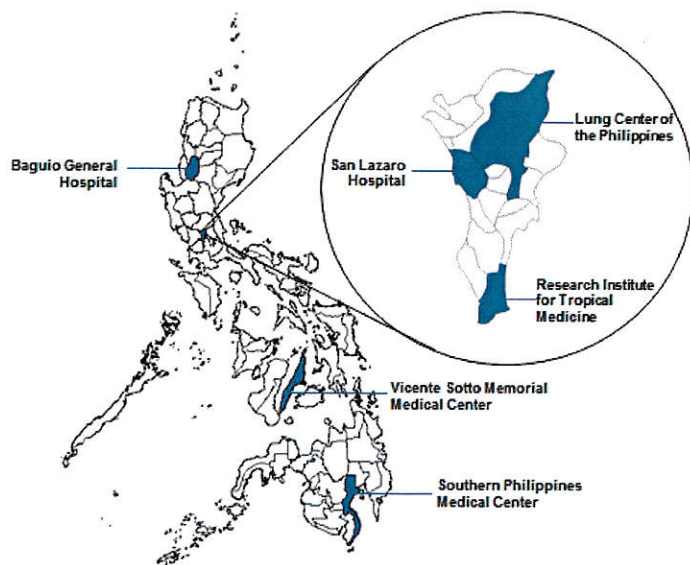 Lung Center of
the Philippines
Baguio General
Hospital
San Lazaro
Hospital
Research Institute
for Tropical
Medicine
Vicente Sotto Memorial
Medical Center
Southern Philippines
Medical Center